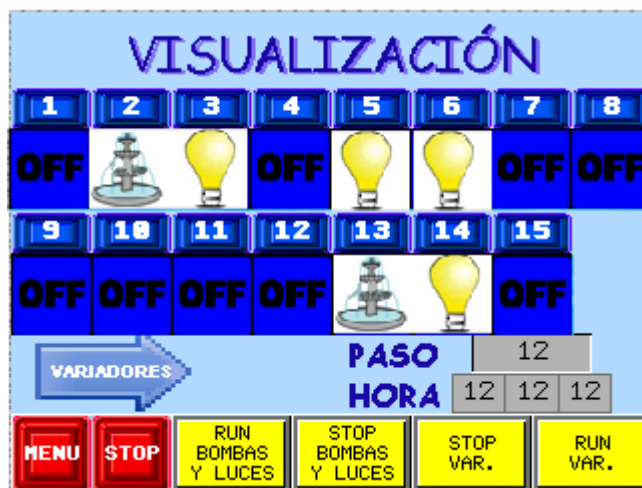 VISUALIZACIÓN
1 2 3 4 5 6 7 8
OFF OFF OFF OFF
9 10 11 12 13 14 15
OFF OFF OFF OFF OFF
VARIADORES
PASO 12
HORA 12 12 12
MENU
STOP
RUN
BOMBAS
Y LUCES
STOP
BOMBAS
Y LUCES
STOP
VAR.
RUN
VAR.